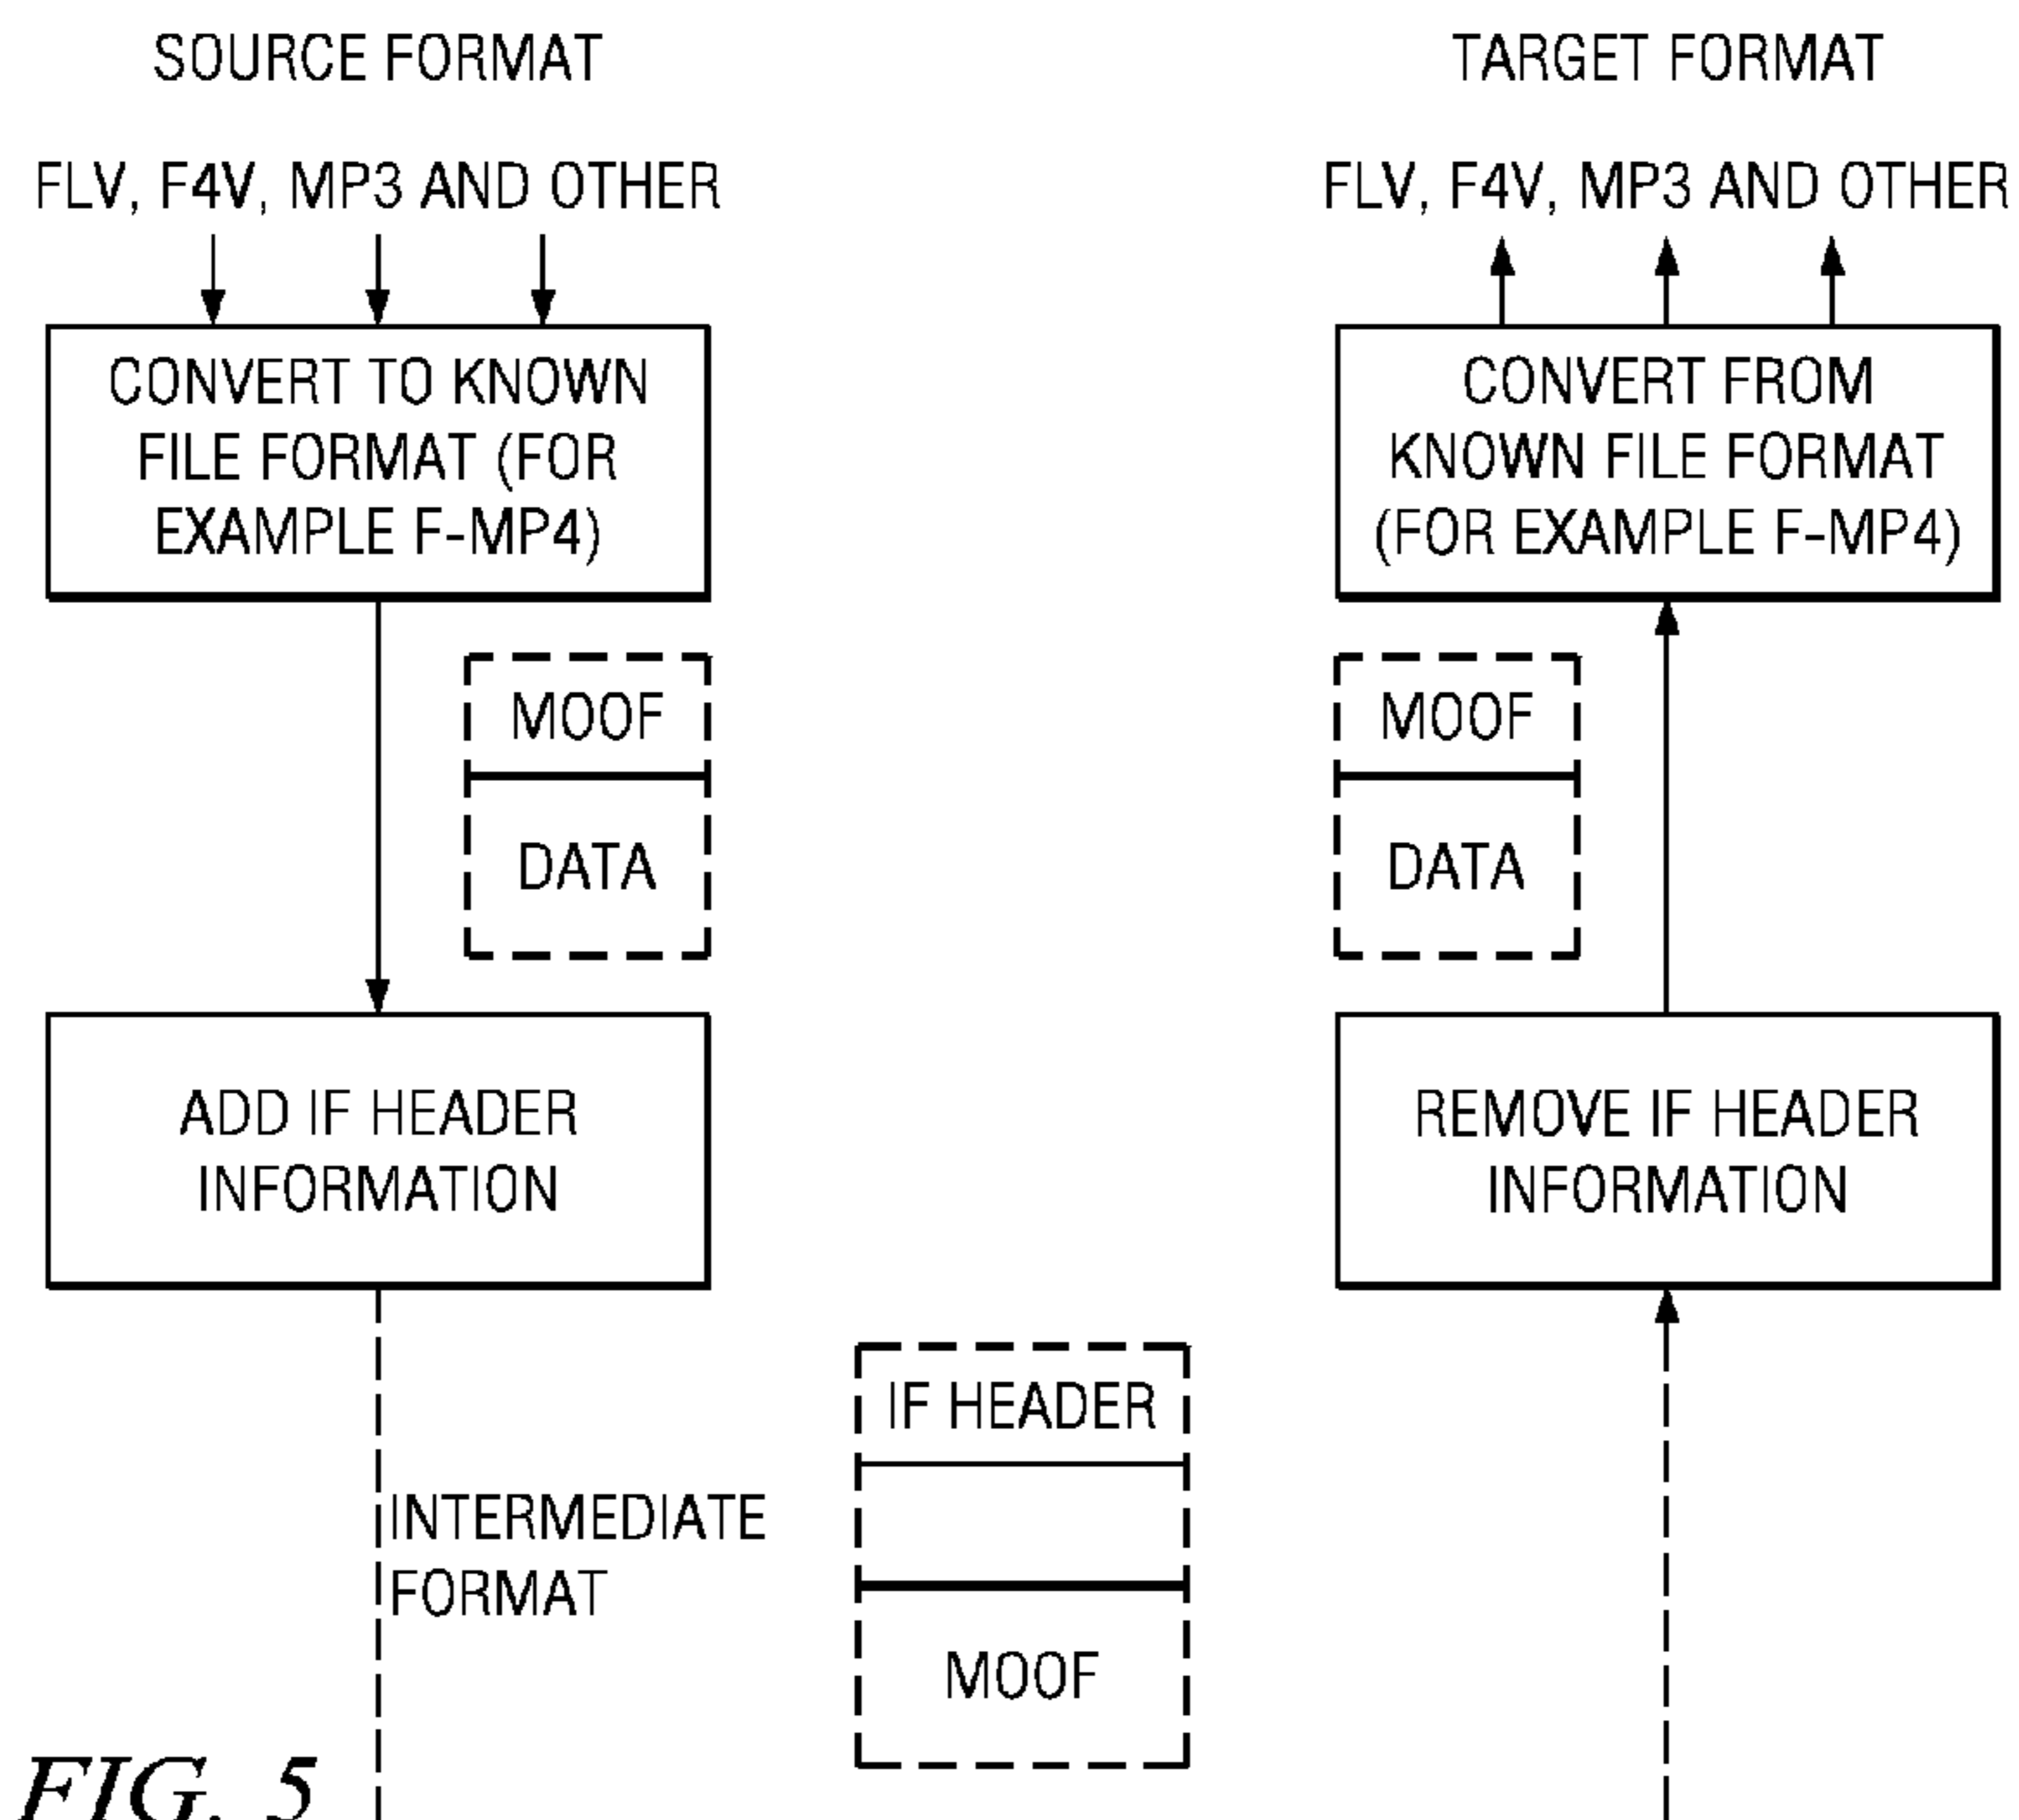 SOURCE FORMAT
FLV, F4V, MP3 AND OTHER
CONVERT TO KNOWN
FILE FORMAT (FOR
EXAMPLE F-MP4)
MOOF
DATA
ADD IF HEADER
INFORMATION
INTERMEDIATE
FORMAT
IF HEADER
MOOF
TARGET FORMAT
FLV, F4V, MP3 AND OTHER
CONVERT FROM
KNOWN FILE FORMAT
(FOR EXAMPLE F-MP4)
MOOF
DATA
REMOVE IF HEADER
INFORMATION
FIG. 5